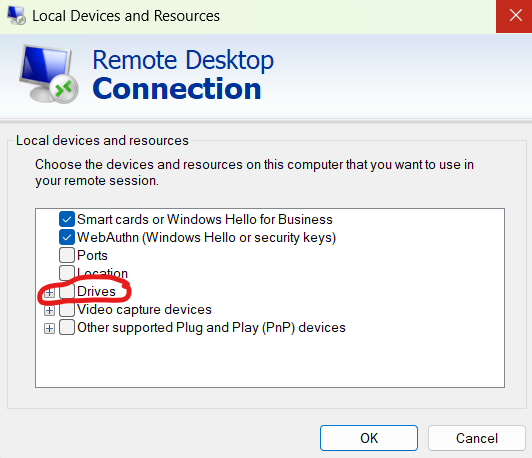 Local Devices and Resources
Remote Desktop
Connection
Local devices and resources
Choose the devices and resources on this computer that you want to use in
your remote session.
Smart cards or Windows Hello for Business
WebAuthn (Windows Hello or security keys)
Ports
Location
Drives
Video capture devices
Other supported Plug and Play (PnP) devices
OK
Cancel